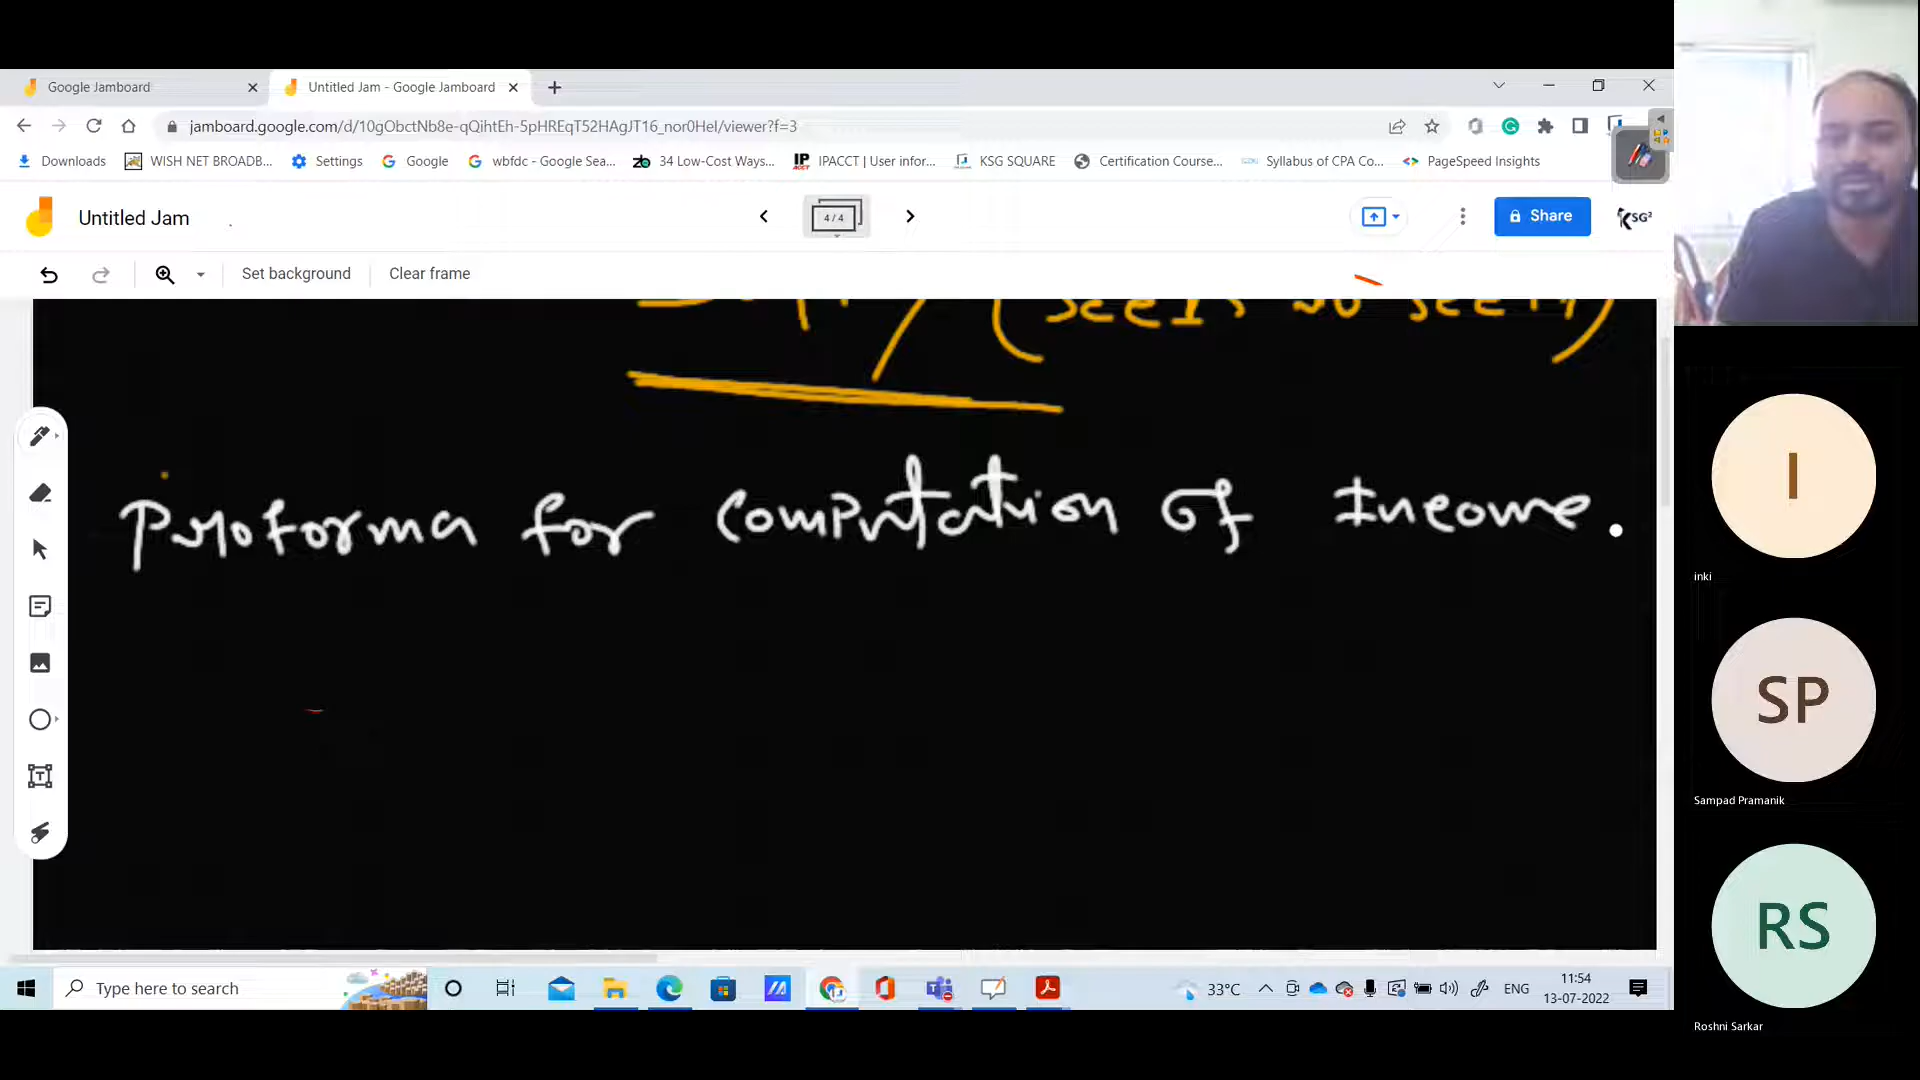 Google Jamboard
Untitled Jam - Google Jamboard
jamboard.google.com/d/10gObctNb8e-qQihtEh-5pHREqT52HAgJT16_nor0HeI/viewer?f=3
Downloads WISH NET BROADB... Settings Google wbfdc - Google Sea... 34 Low-Cost Ways... IPACCT | User infor... KSG SQUARE Certification Course... Syllabus of CPA Co... PageSpeed Insights
Untitled Jam
4 / 4
Share
KSG²
Set background Clear frame
Proforma for computation of Income.
Type here to search
33°C
ENG
11:54
13-07-2022
I
inki
SP
Sampad Pramanik
RS
Roshni Sarkar